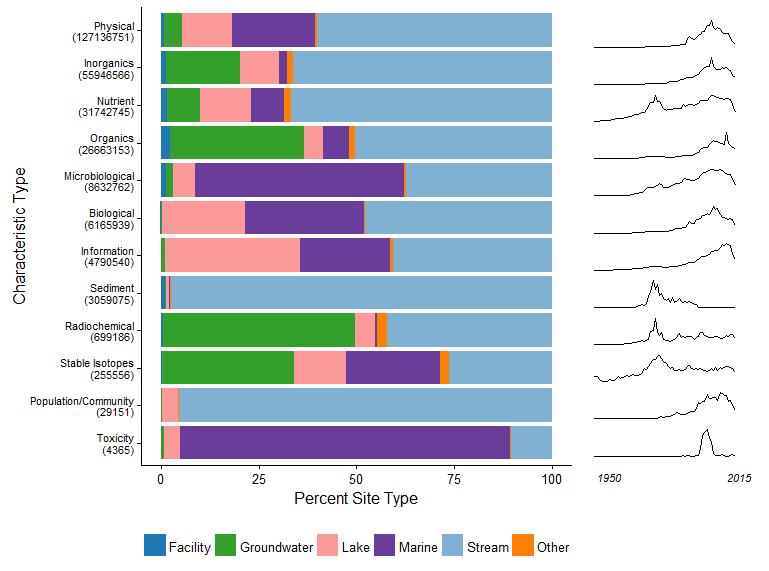 Characteristic Type
Physical
(127136751)
Inorganics
(55946566)
Nutrient
(31742745)
Organics
(26663153)
Microbiological
(8632762)
Biological
(6165939)
Information
(4790540)
Sediment
(3059075)
Radiochemical
(699186)
Stable Isotopes
(255556)
Population/Community
(29151)
Toxicity
(4365)
0 25 50 75 100
Percent Site Type
1950 2015
Facility Groundwater Lake Marine Stream Other